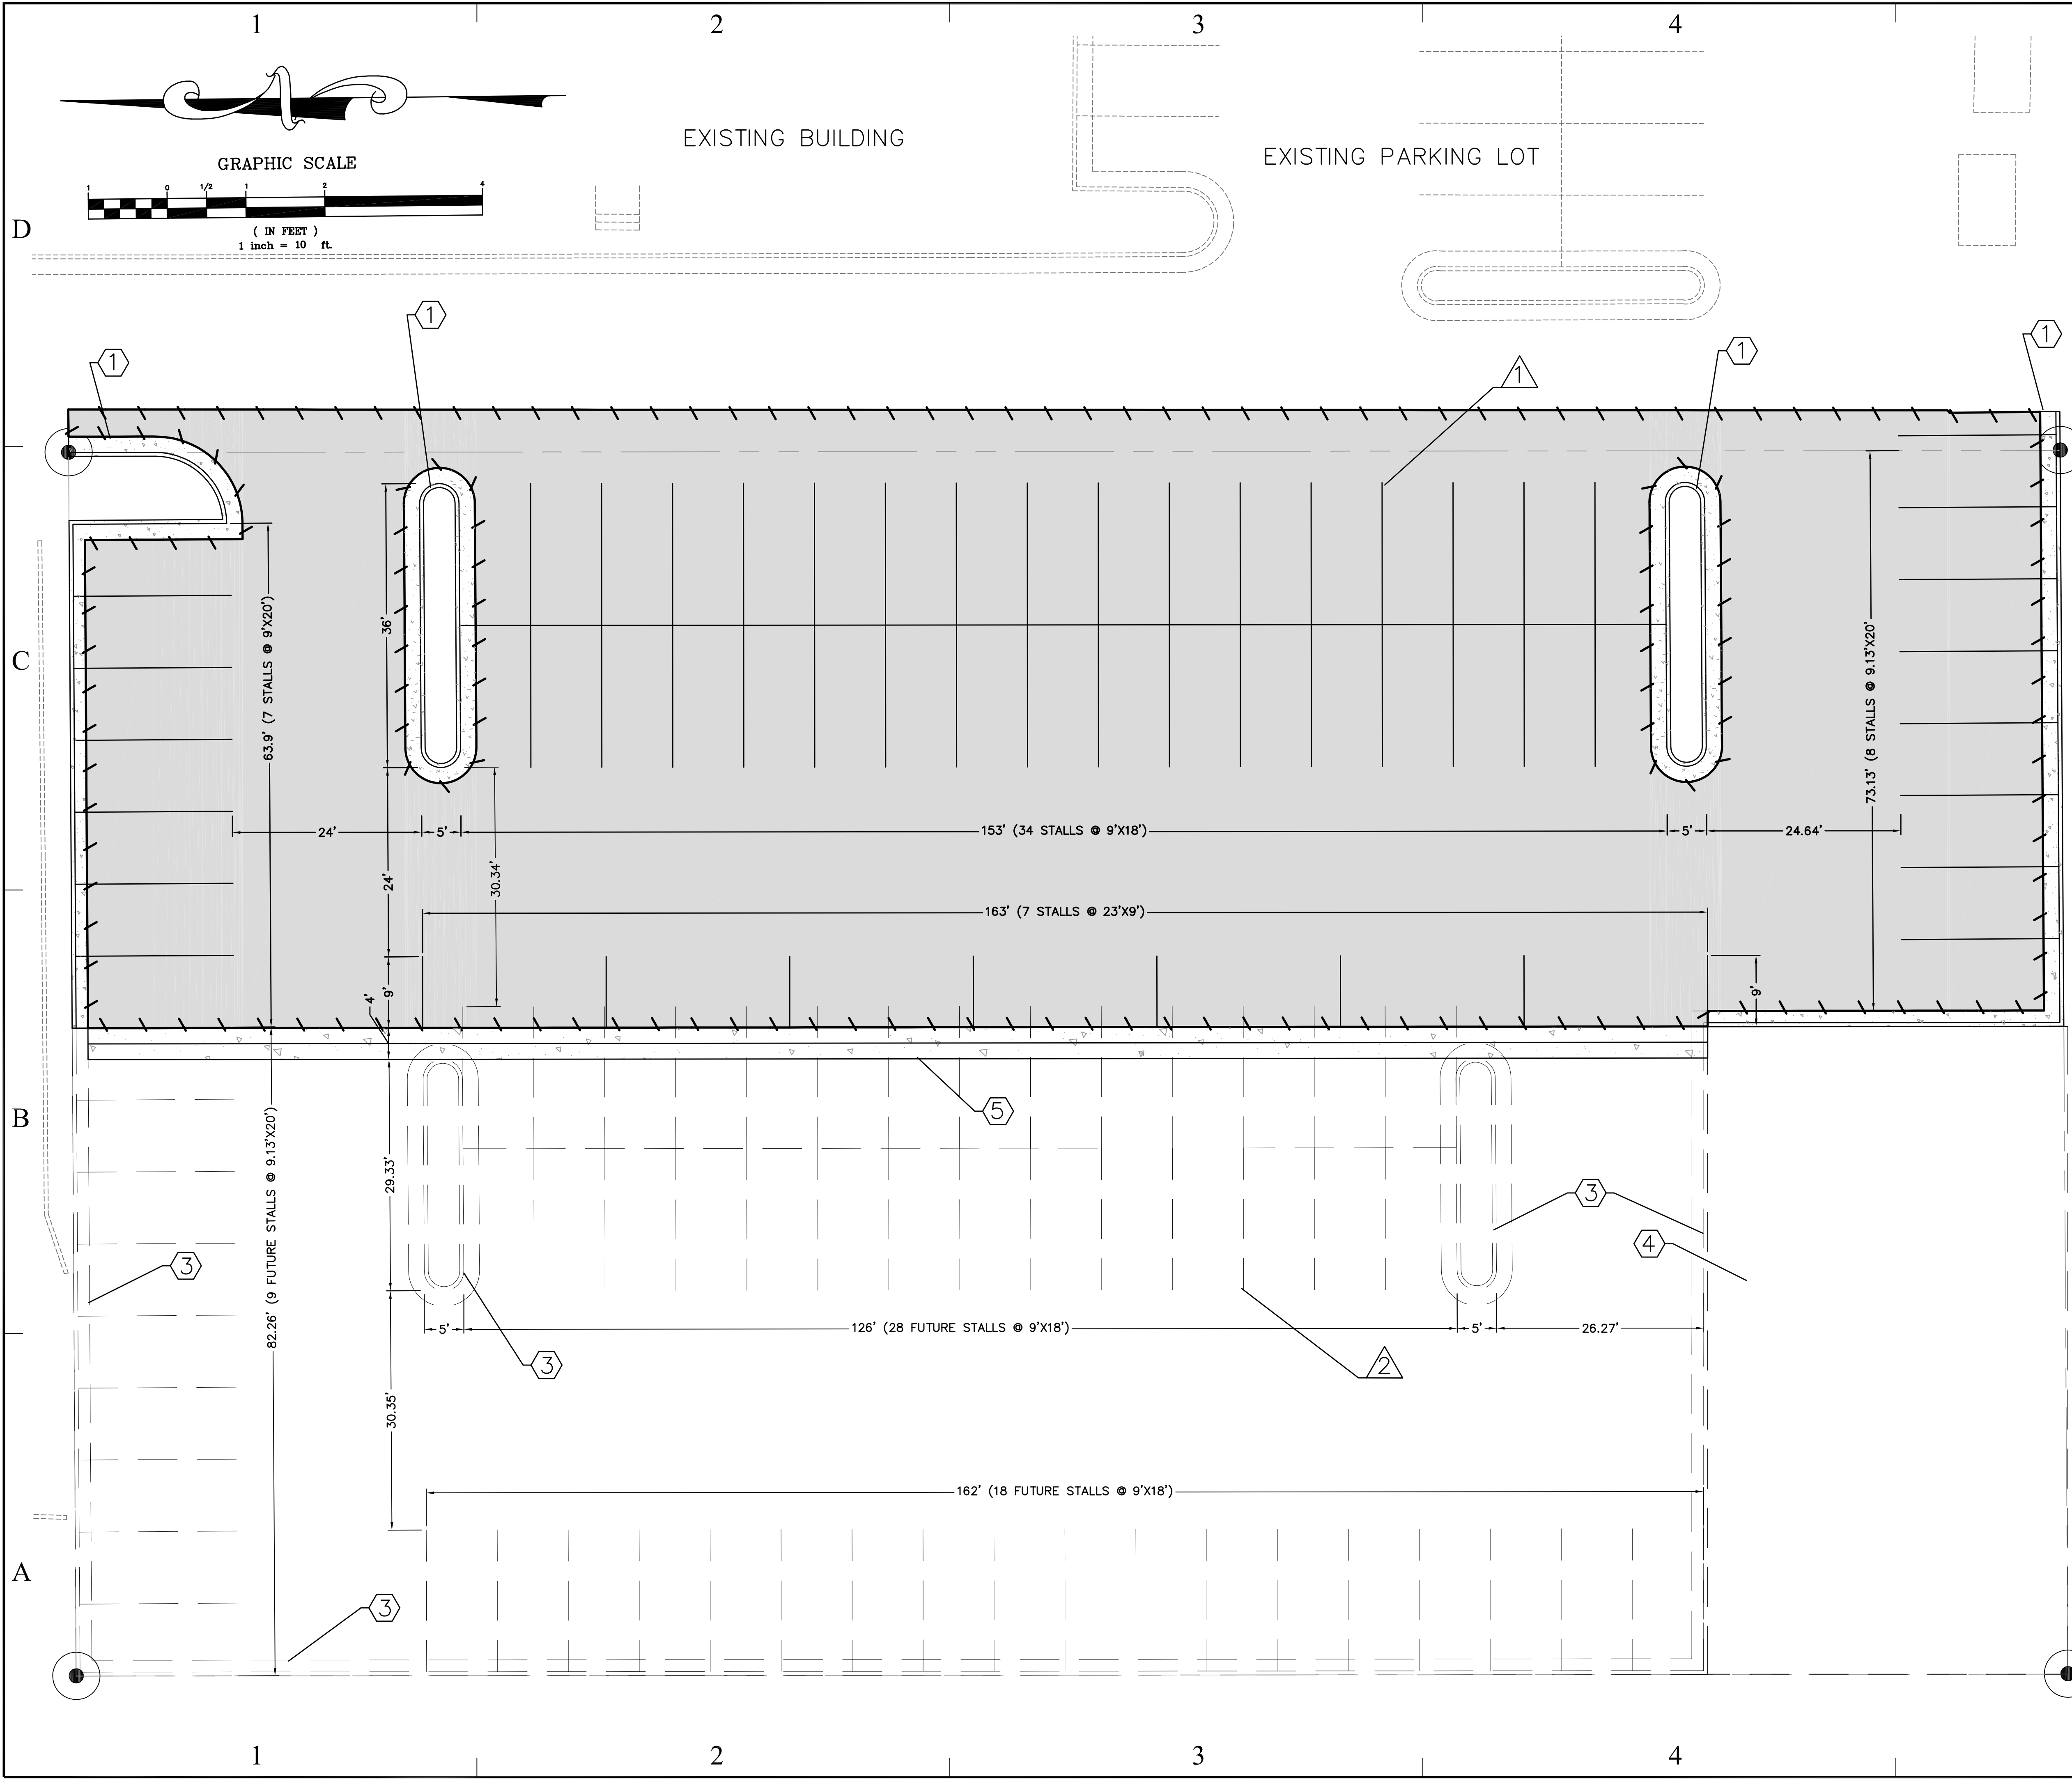 1 2 3 4
GRAPHIC SCALE
1 0 1/2 1 2 4
( IN FEET )
1 inch = 10 ft.
EXISTING BUILDING
EXISTING PARKING LOT
D
1
1
1
1
1
C
63.9' (7 STALLS @ 9'X20')
36'
73.13' (8 STALLS @ 9.13'X20'
24'
5'
153' (34 STALLS @ 9'X18')
5'
24.64'
24'
30.34'
163' (7 STALLS @ 23'X9')
9'
4'
9'
B
5
82.26' (9 FUTURE STALLS @ 9.13'X20')
29.33'
3
3
4
5'
126' (28 FUTURE STALLS @ 9'X18')
5'
26.27'
3
2
30.35'
162' (18 FUTURE STALLS @ 9'X18')
A
3
1 2 3 4